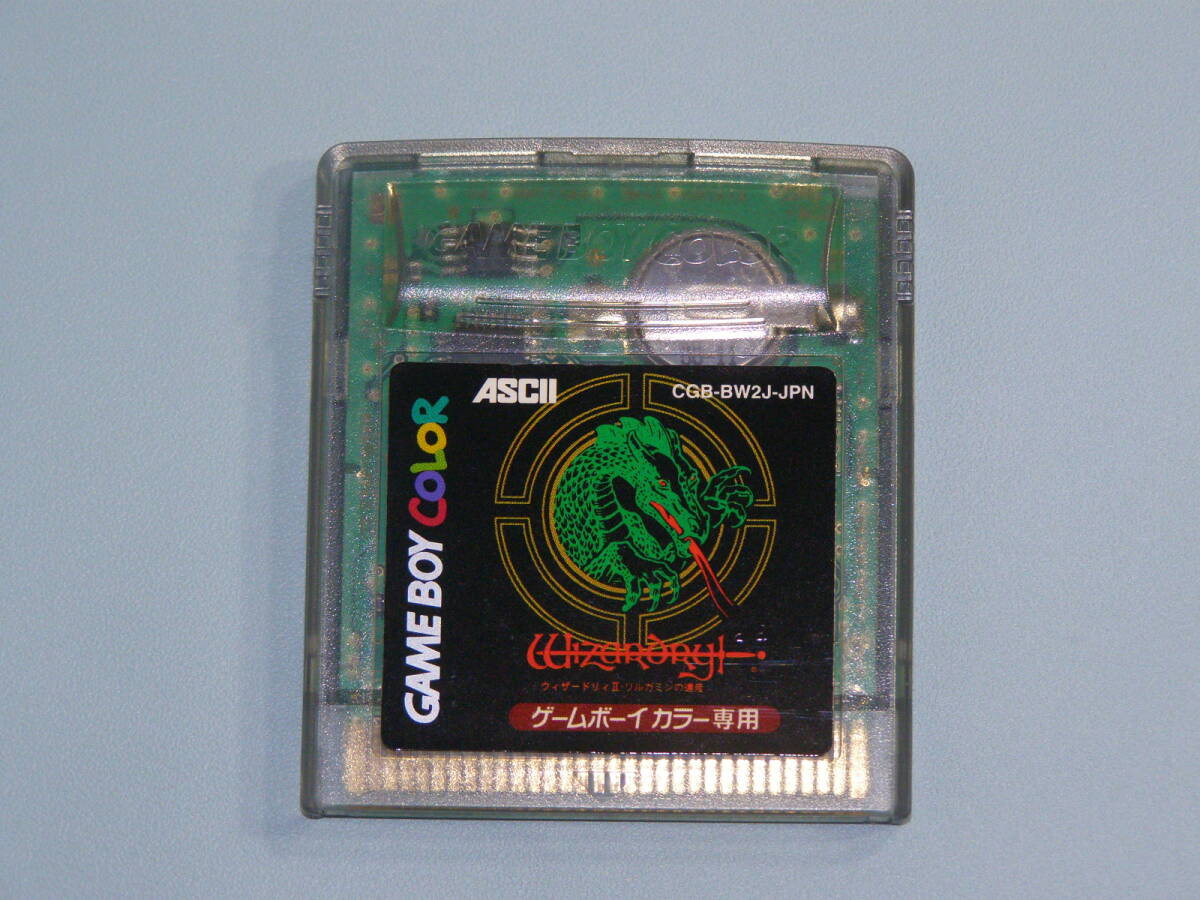 GAME BOY COLOR
ASCII
CGB-BW2J-JPN
GAME BOY COLOR
Wizardry
ウィザードリィII・リルガミンの遺産
ゲームボーイカラー専用